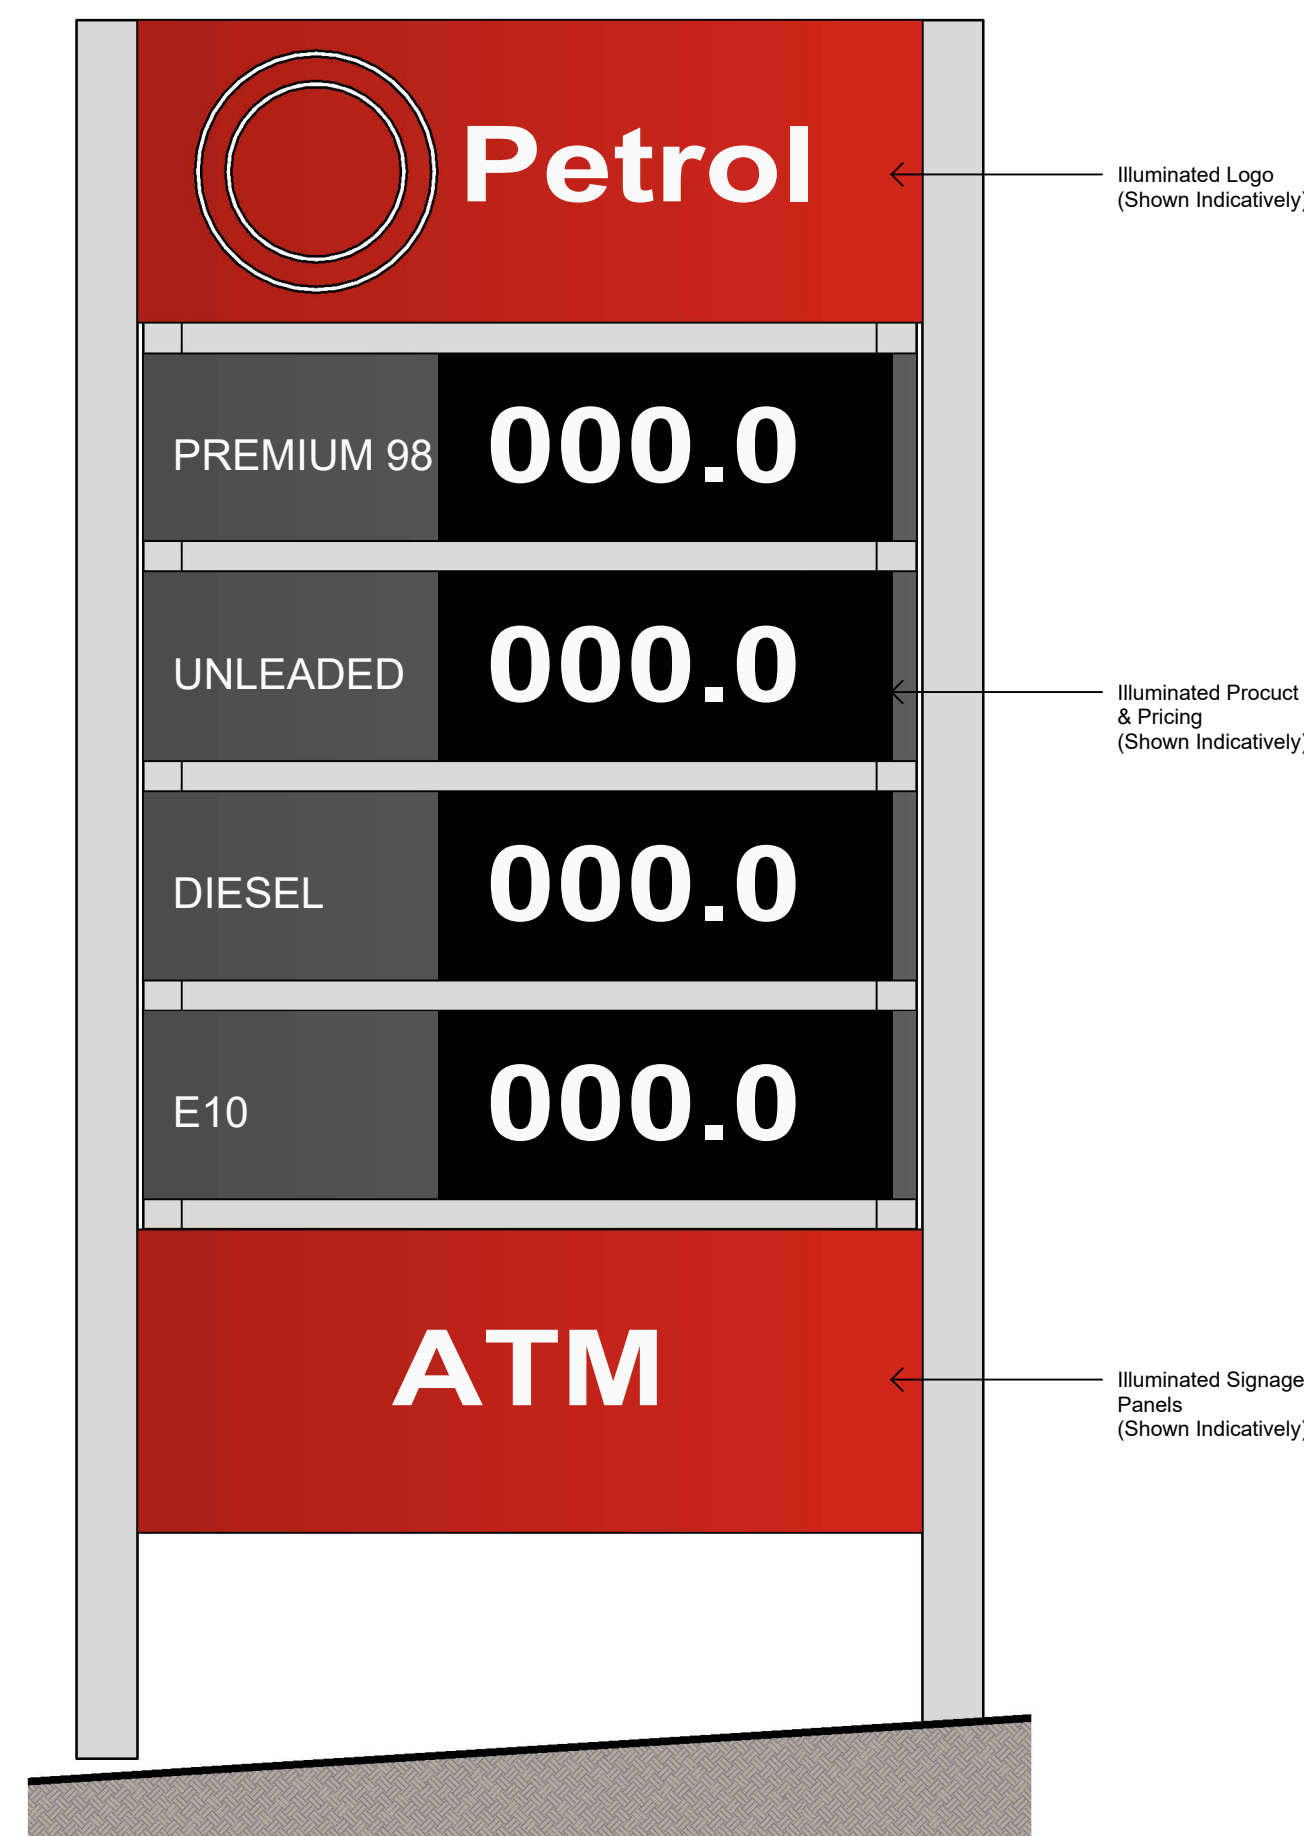 Petrol
Illuminated Logo
(Shown Indicatively)
PREMIUM 98 000.0
UNLEADED 000.0
Illuminated Procuct
& Pricing
(Shown Indicatively)
DIESEL 000.0
E10 000.0
ATM
Illuminated Signage
Panels
(Shown Indicatively)